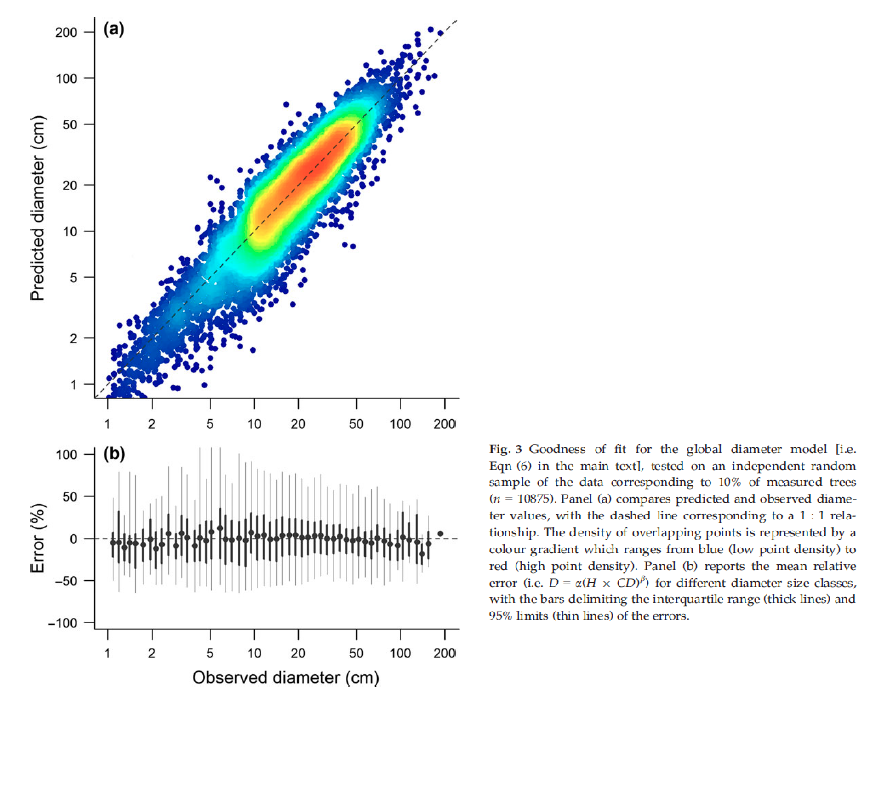 (a)
200
100
50
20
10
5
2
1
Predicted diameter (cm)
1 2 5 10 20 50 100 200
(b)
100
50
0
−50
−100
Error (%)
1 2 5 10 20 50 100 200
Observed diameter (cm)
Fig. 3 Goodness of fit for the global diameter model [i.e.
Eqn (6) in the main text], tested on an independent random
sample of the data corresponding to 10% of measured trees
(n = 10875). Panel (a) compares predicted and observed diame-
ter values, with the dashed line corresponding to a 1 : 1 rela-
tionship. The density of overlapping points is represented by a
colour gradient which ranges from blue (low point density) to
red (high point density). Panel (b) reports the mean relative
error (i.e. D = α(H × CD)^β) for different diameter size classes,
with the bars delimiting the interquartile range (thick lines) and
95% limits (thin lines) of the errors.